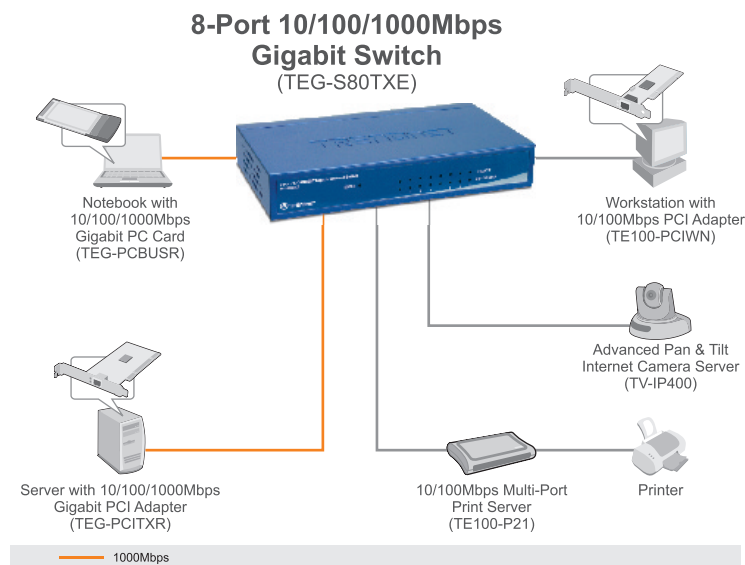 8-Port 10/100/1000Mbps
Gigabit Switch
(TEG-S80TXE)
TRENDNET
Notebook with
10/100/1000Mbps
Gigabit PC Card
(TEG-PCBUSR)
Workstation with
10/100Mbps PCI Adapter
(TE100-PCIWN)
Advanced Pan & Tilt
Internet Camera Server
(TV-IP400)
Server with 10/100/1000Mbps
Gigabit PCI Adapter
(TEG-PCITXR)
10/100Mbps Multi-Port
Print Server
(TE100-P21)
Printer
1000Mbps